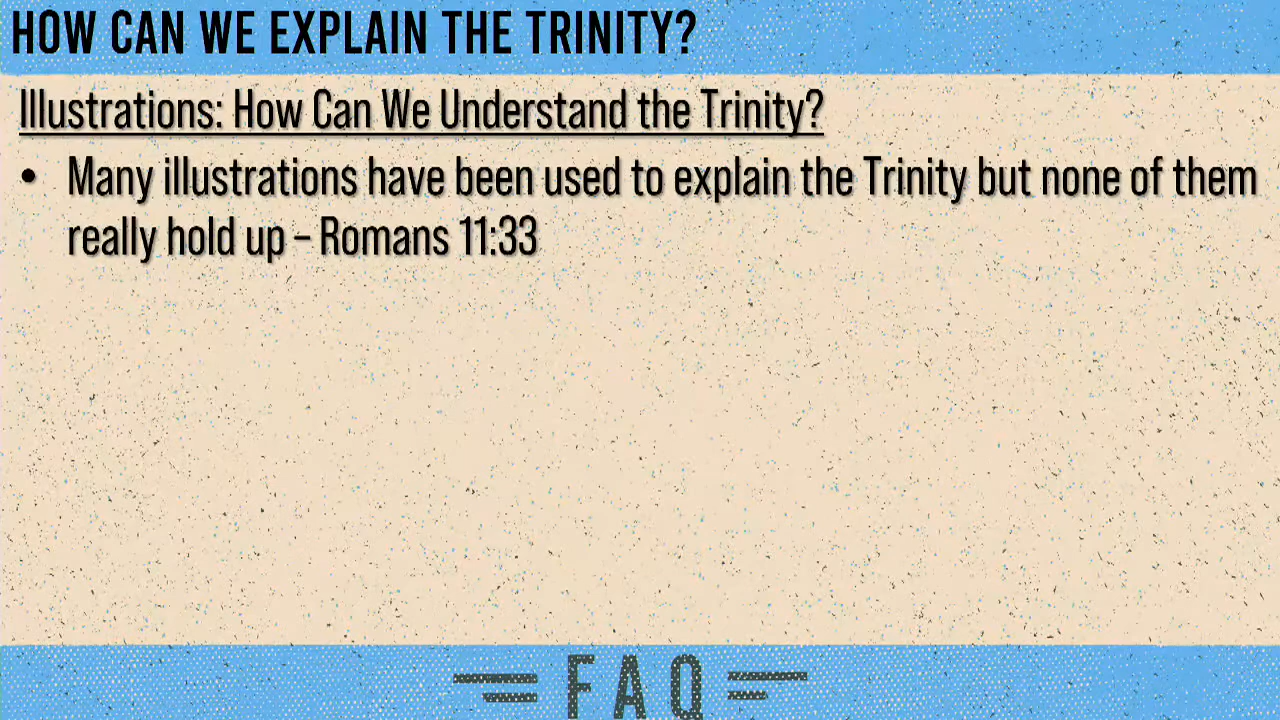 HOW CAN WE EXPLAIN THE TRINITY?
Illustrations: How Can We Understand the Trinity?
• Many illustrations have been used to explain the Trinity but none of them
really hold up – Romans 11:33
FAQ